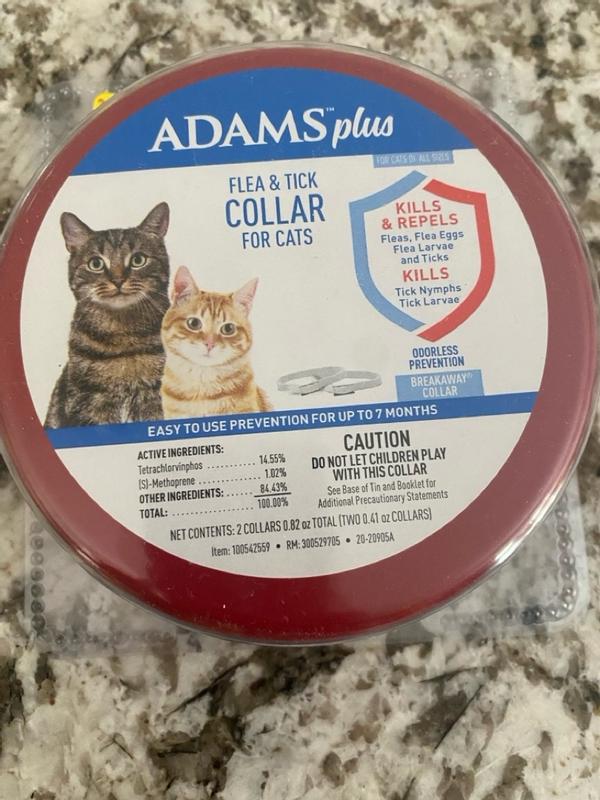 ADAMS™ plus
FOR CATS OF ALL SIZES
FLEA & TICK
COLLAR
FOR CATS
KILLS
& REPELS
Fleas, Flea Eggs
Flea Larvae
and Ticks
KILLS
Tick Nymphs
Tick Larvae
ODORLESS
PREVENTION
BREAKAWAY®
COLLAR
EASY TO USE PREVENTION FOR UP TO 7 MONTHS
ACTIVE INGREDIENTS:
Tetrachlorvinphos ........... 14.55%
(S)-Methoprene ............ 1.02%
OTHER INGREDIENTS: ...... 84.43%
TOTAL: .................... 100.00%
CAUTION
DO NOT LET CHILDREN PLAY
WITH THIS COLLAR
See Base of Tin and Booklet for
Additional Precautionary Statements
NET CONTENTS: 2 COLLARS 0.82 oz TOTAL (TWO 0.41 oz COLLARS)
Item: 100542559 • RM: 300529705 • 20-20905A